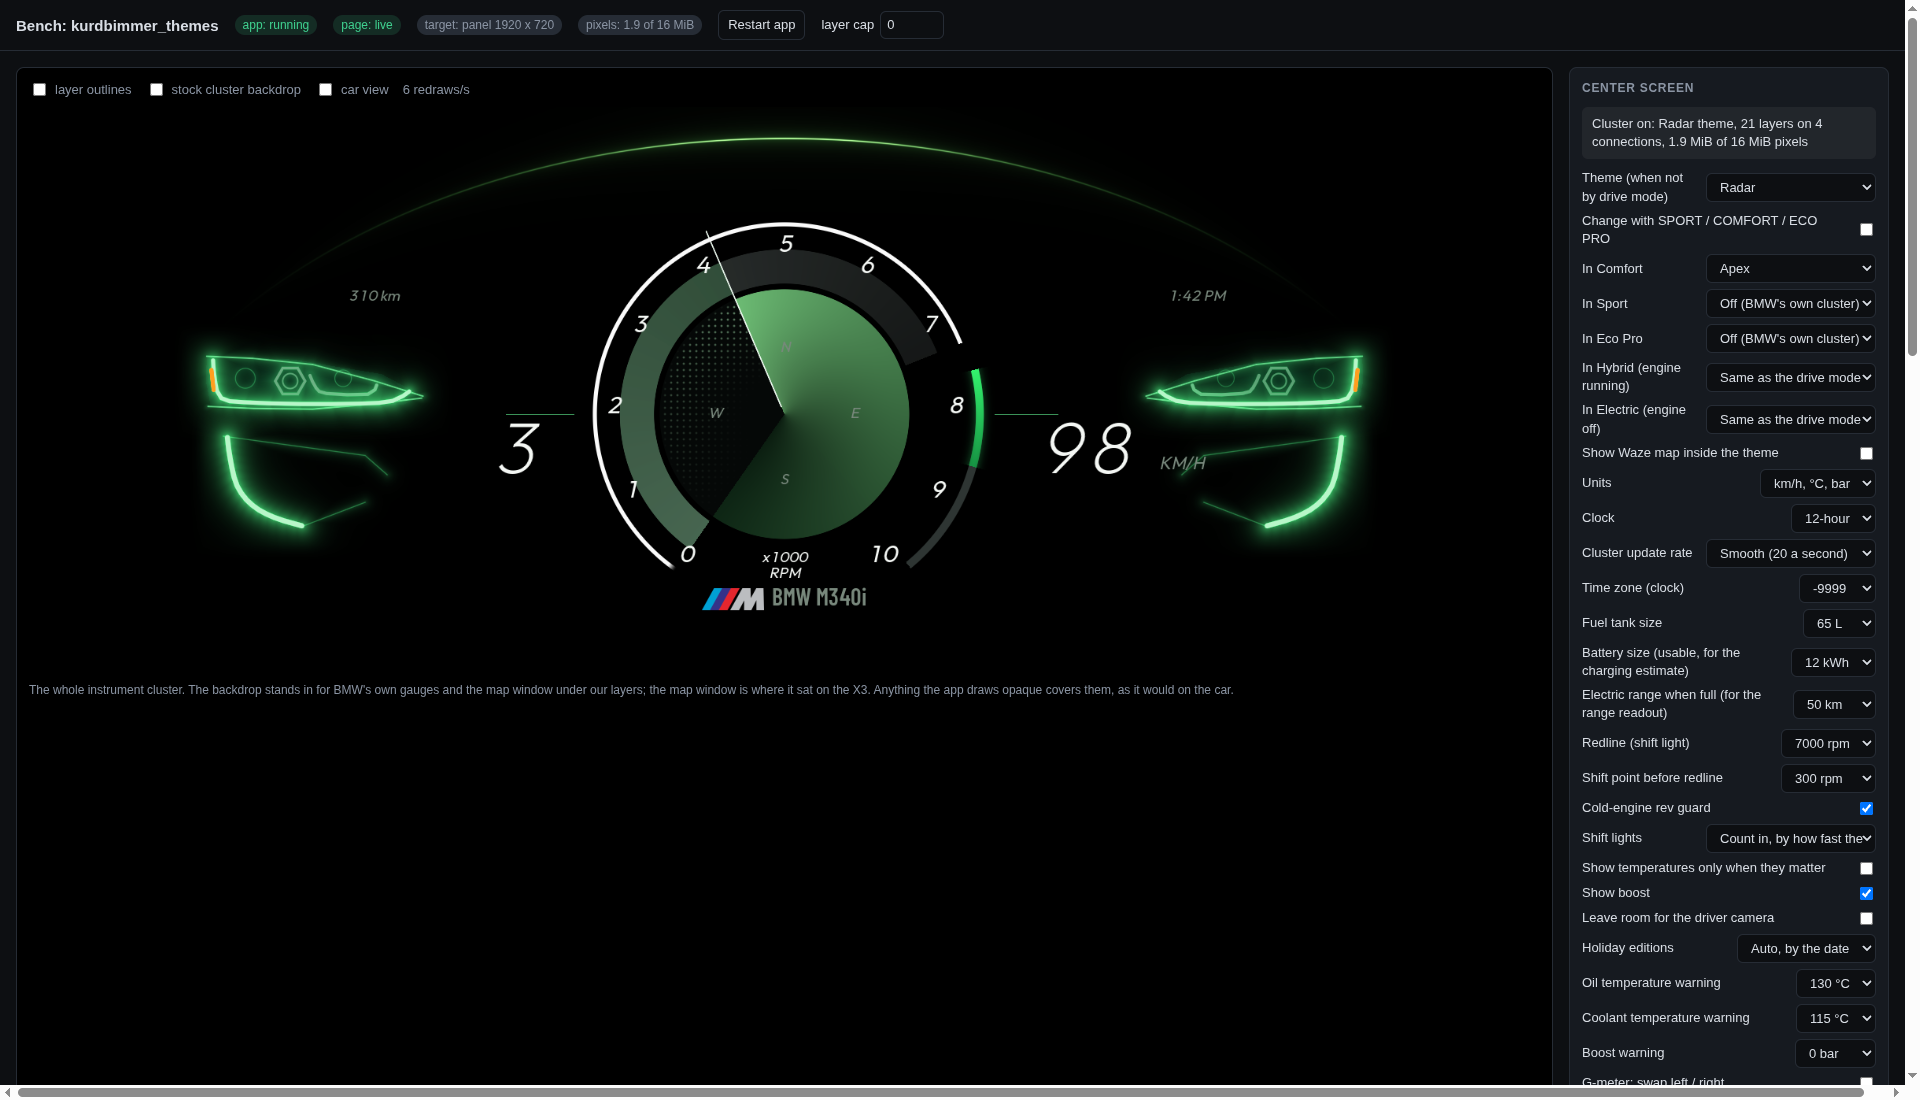 Bench: kurdbimmer_themes
app: running
page: live
target: panel 1920 x 720
pixels: 1.9 of 16 MiB
Restart app
layer cap
0
layer outlines
stock cluster backdrop
car view
6 redraws/s
310 km
1:42 PM
0
1
2
3
4
5
6
7
8
9
10
N
W
E
S
3
98
KM/H
x1000
RPM
M BMW M340i
The whole instrument cluster. The backdrop stands in for BMW's own gauges and the map window under our layers; the map window is where it sat on the X3. Anything the app draws opaque covers them, as it would on the car.
CENTER SCREEN
Cluster on: Radar theme, 21 layers on 4
connections, 1.9 MiB of 16 MiB pixels
Theme (when not
by drive mode)
Radar
Change with SPORT / COMFORT / ECO
PRO
In Comfort
Apex
In Sport
Off (BMW's own cluster)
In Eco Pro
Off (BMW's own cluster)
In Hybrid (engine
running)
Same as the drive mode
In Electric (engine
off)
Same as the drive mode
Show Waze map inside the theme
Units
km/h, °C, bar
Clock
12-hour
Cluster update rate
Smooth (20 a second)
Time zone (clock)
-9999
Fuel tank size
65 L
Battery size (usable, for the
charging estimate)
12 kWh
Electric range when full (for the
range readout)
50 km
Redline (shift light)
7000 rpm
Shift point before redline
300 rpm
Cold-engine rev guard
Shift lights
Count in, by how fast the
Show temperatures only when they matter
Show boost
Leave room for the driver camera
Holiday editions
Auto, by the date
Oil temperature warning
130 °C
Coolant temperature warning
115 °C
Boost warning
0 bar
G-meter: swap left / right